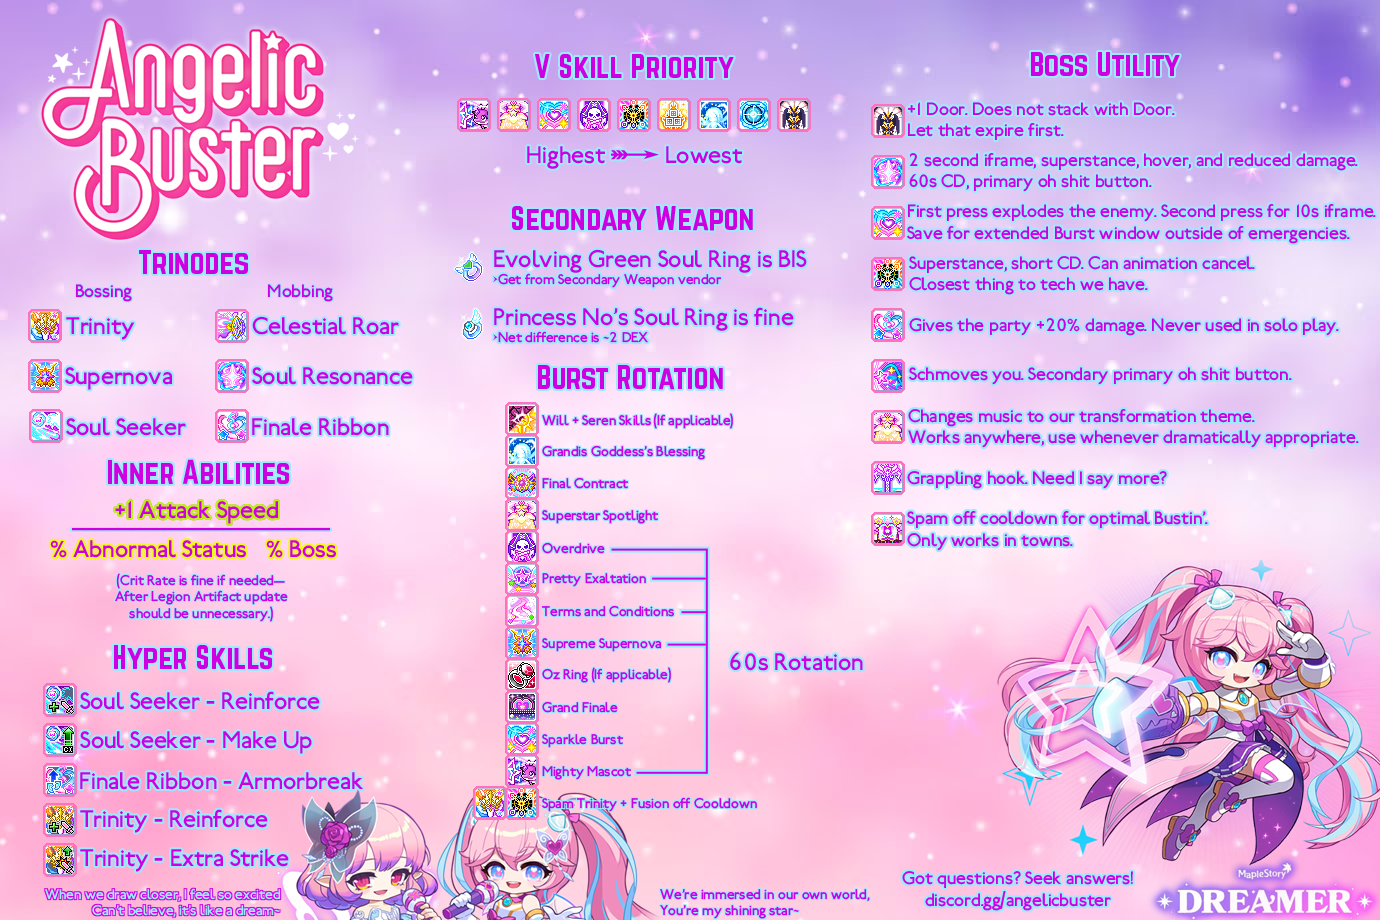 Angelic
Buster
TRINODES
Bossing
Mobbing
Trinity
Celestial Roar
Supernova
Soul Resonance
Soul Seeker
Finale Ribbon
INNER ABILITIES
+1 Attack Speed
% Abnormal Status % Boss
(Crit Rate is fine if needed—
After Legion Artifact update
should be unnecessary.)
HYPER SKILLS
Soul Seeker - Reinforce
Soul Seeker - Make Up
Finale Ribbon - Armorbreak
Trinity - Reinforce
Trinity - Extra Strike
When we draw closer, I feel so excited
Can't believe, it's like a dream~
V SKILL PRIORITY
Highest Lowest
SECONDARY WEAPON
Evolving Green Soul Ring is BIS
>Get from Secondary Weapon vendor
Princess No's Soul Ring is fine
>Net difference is ~2 DEX
BURST ROTATION
Will + Seren Skills (If applicable)
Grandis Goddess's Blessing
Final Contract
Superstar Spotlight
Overdrive
Pretty Exaltation
Terms and Conditions
Supreme Supernova
Oz Ring (If applicable)
Grand Finale
Sparkle Burst
Mighty Mascot
Spam Trinity + Fusion off Cooldown
60s Rotation
We're immersed in our own world,
You're my shining star~
BOSS UTILITY
+1 Door. Does not stack with Door.
Let that expire first.
2 second iframe, superstance, hover, and reduced damage.
60s CD, primary oh shit button.
First press explodes the enemy. Second press for 10s iframe.
Save for extended Burst window outside of emergencies.
Superstance, short CD. Can animation cancel.
Closest thing to tech we have.
Gives the party +20% damage. Never used in solo play.
Schmoves you. Secondary primary oh shit button.
Changes music to our transformation theme.
Works anywhere, use whenever dramatically appropriate.
Grappling hook. Need I say more?
Spam off cooldown for optimal Bustin'.
Only works in towns.
Got questions? Seek answers!
discord.gg/angelicbuster
MapleStory
DREAMER